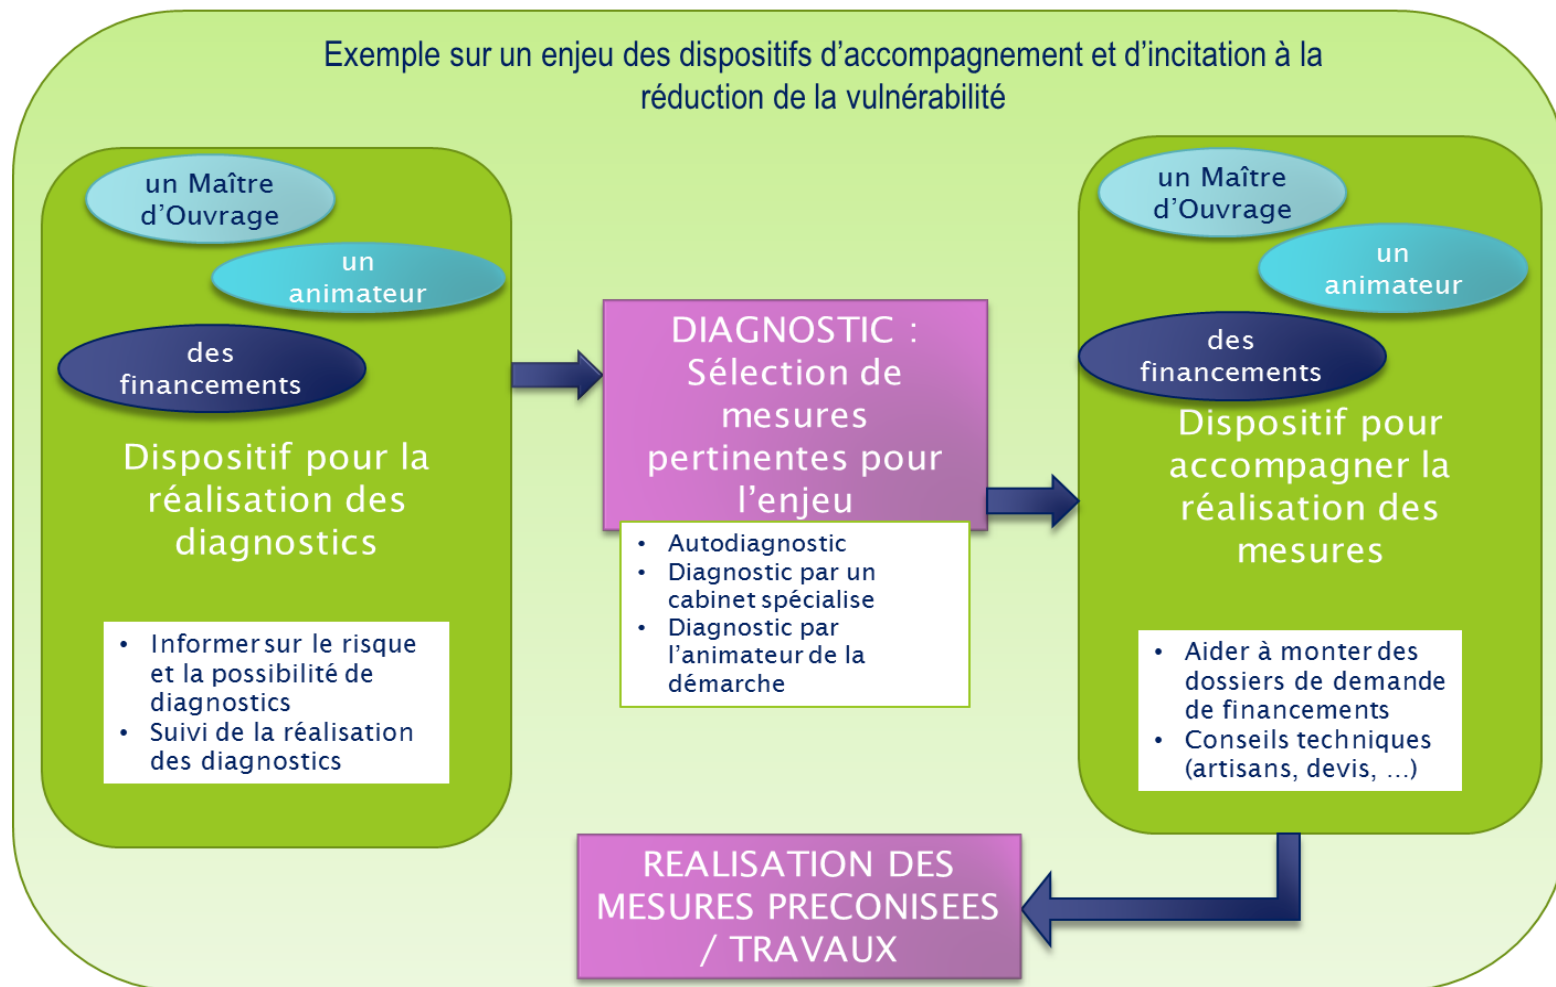 Exemple sur un enjeu des dispositifs d'accompagnement et d'incitation à la
réduction de la vulnérabilité
un Maître
d'Ouvrage
un
animateur
des
financements
Dispositif pour la
réalisation des
diagnostics
• Informer sur le risque
et la possibilité de
diagnostics
• Suivi de la réalisation
des diagnostics
DIAGNOSTIC :
Sélection de
mesures
pertinentes pour
l'enjeu
• Autodiagnostic
• Diagnostic par un
cabinet spécialise
• Diagnostic par
l'animateur de la
démarche
un Maître
d'Ouvrage
un
animateur
des
financements
Dispositif pour
accompagner la
réalisation des
mesures
• Aider à monter des
dossiers de demande
de financements
• Conseils techniques
(artisans, devis, ...)
REALISATION DES
MESURES PRECONISEES
/ TRAVAUX